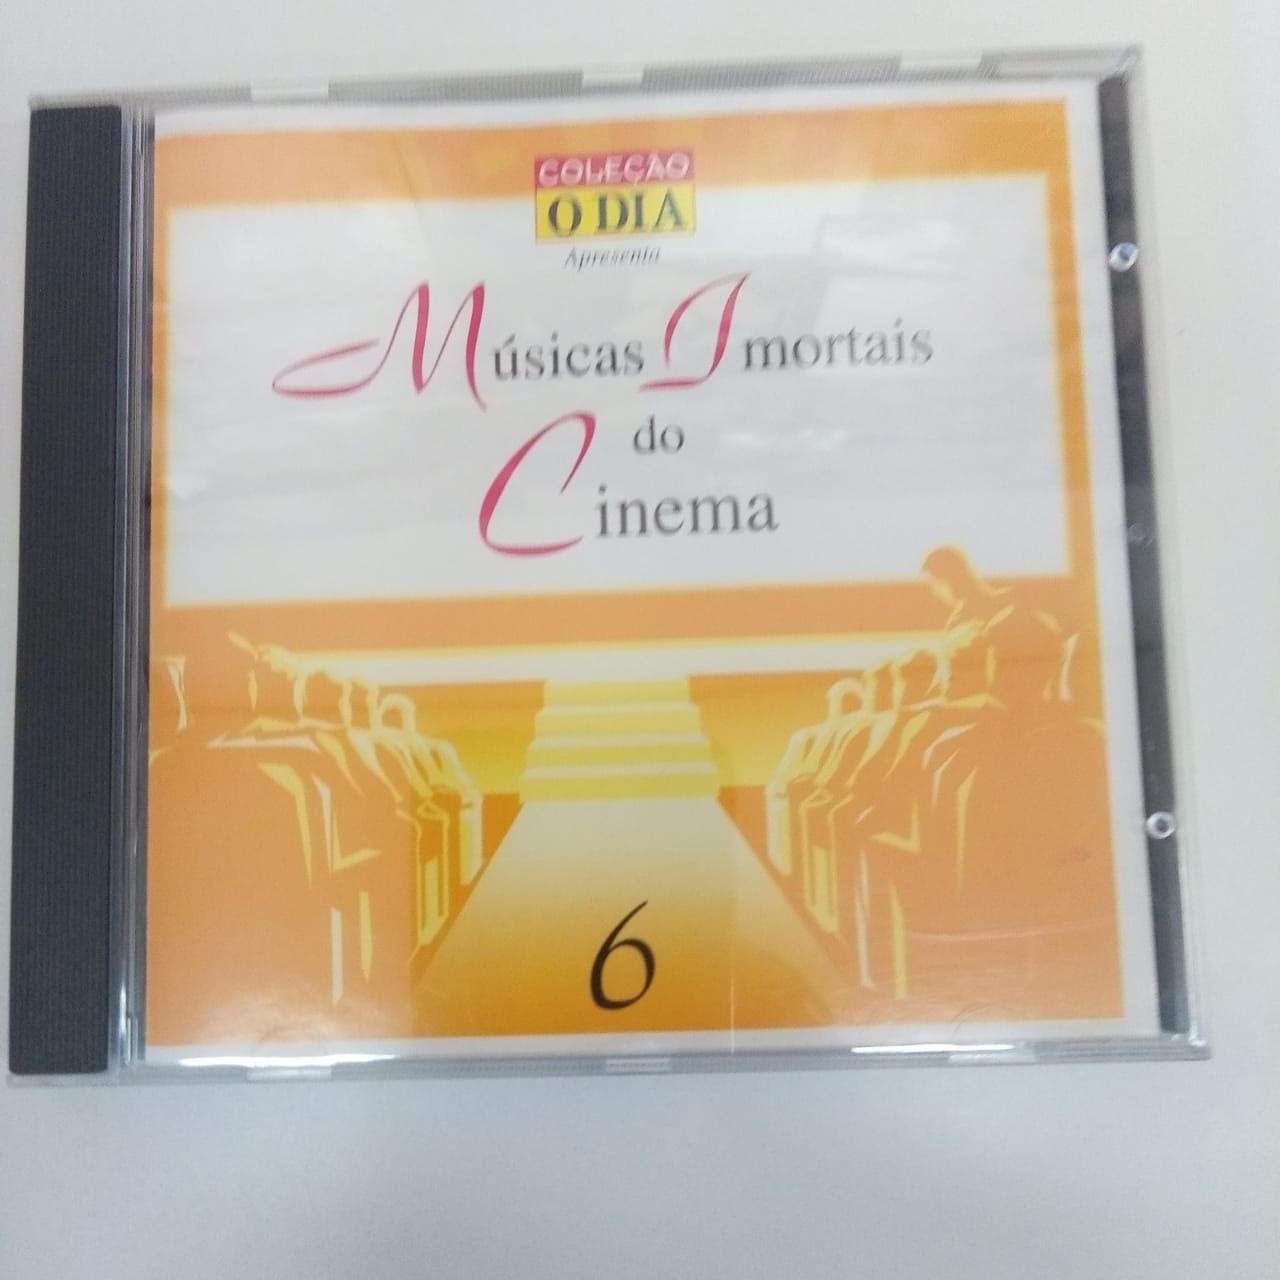 COLEÇÃO
O DIA
Apresenta
Músicas Imortais
do
Cinema
6